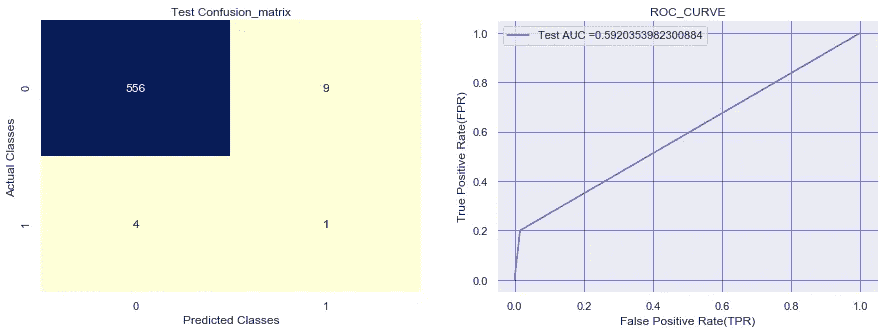 Test Confusion_matrix
0
556
9
1
4
1
0
1
Actual Classes
Predicted Classes
ROC_CURVE
Test AUC =0.5920353982300884
1.0
0.8
0.6
0.4
0.2
0.0
True Positive Rate(FPR)
0.0
0.2
0.4
0.6
0.8
1.0
False Positive Rate(TPR)